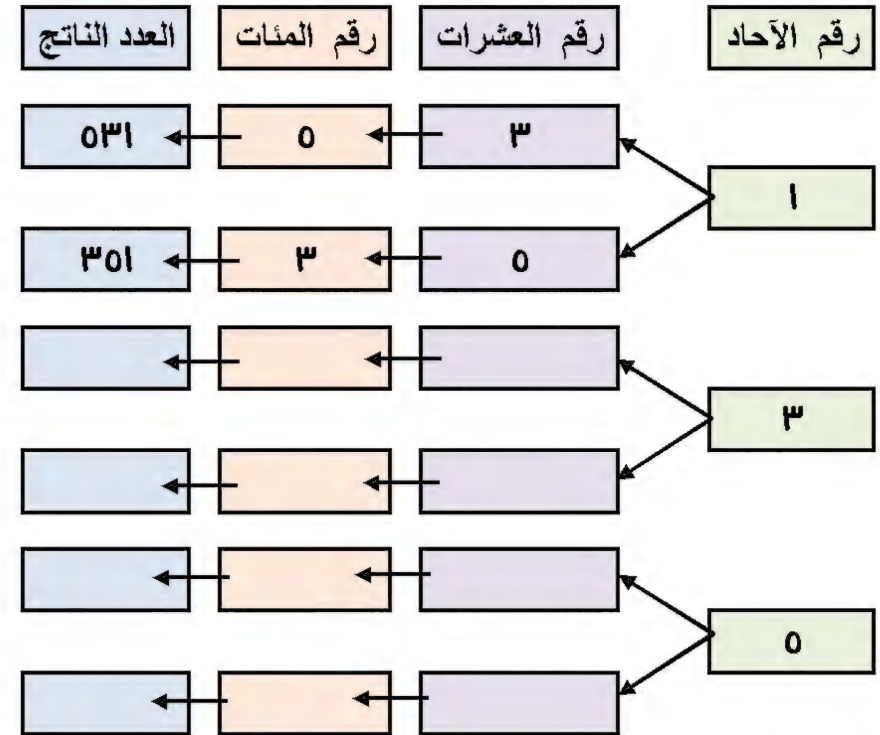 رقم الآحاد رقم العشرات رقم المئات العدد الناتج
٣ ٥ ٥٣١
١
٥ ٣ ٣٥١
٣
٥